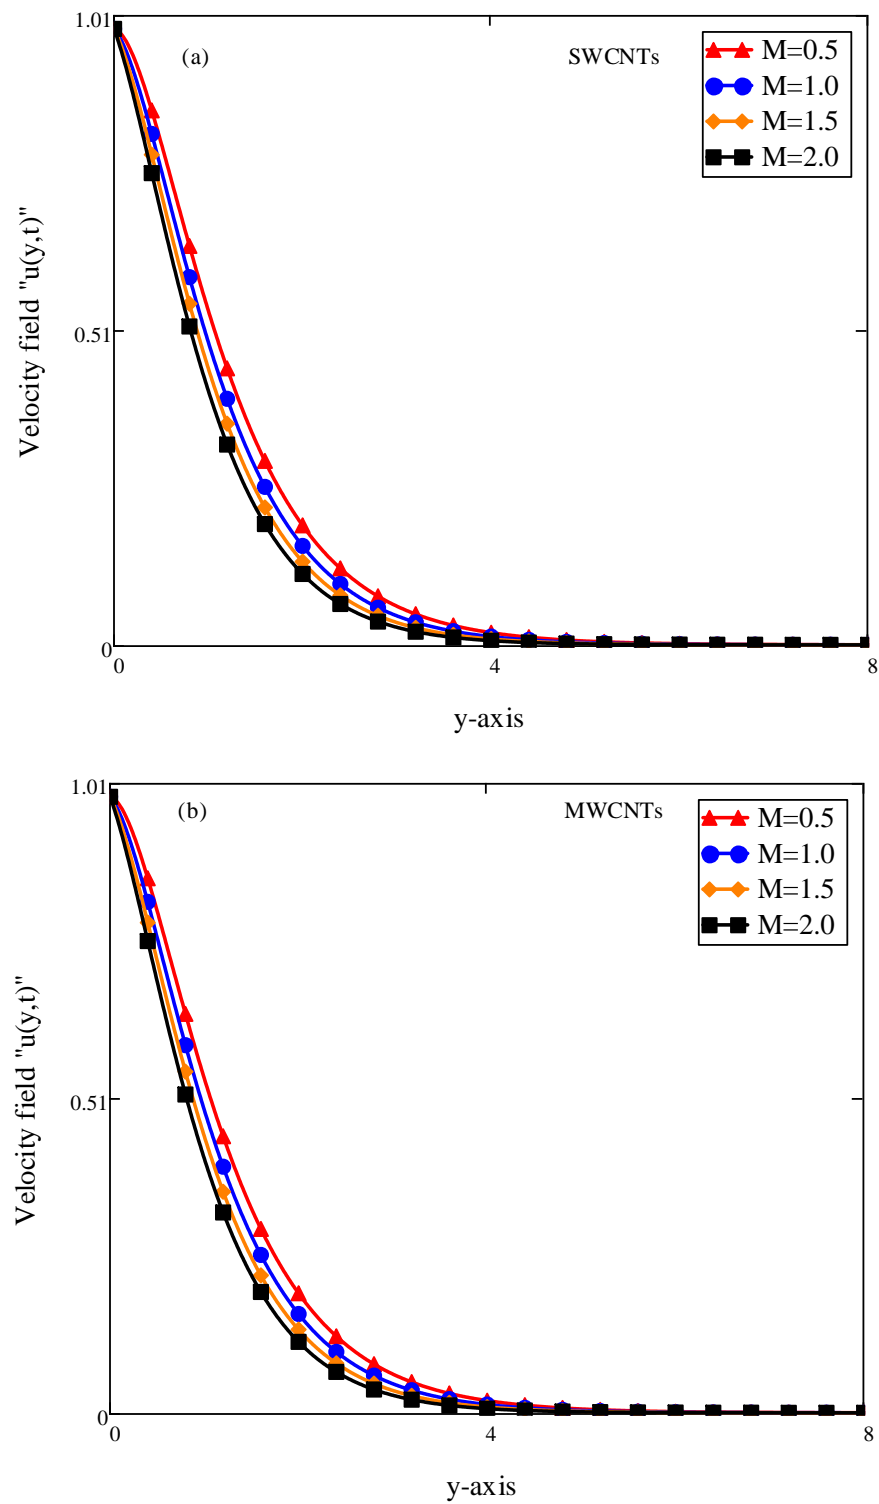 1.01
(a)
SWCNTs
M=0.5
M=1.0
M=1.5
M=2.0
Velocity field "u(y,t)"
0.51
0
0
4
8
y-axis
1.01
(b)
MWCNTs
M=0.5
M=1.0
M=1.5
M=2.0
Velocity field "u(y,t)"
0.51
0
0
4
8
y-axis